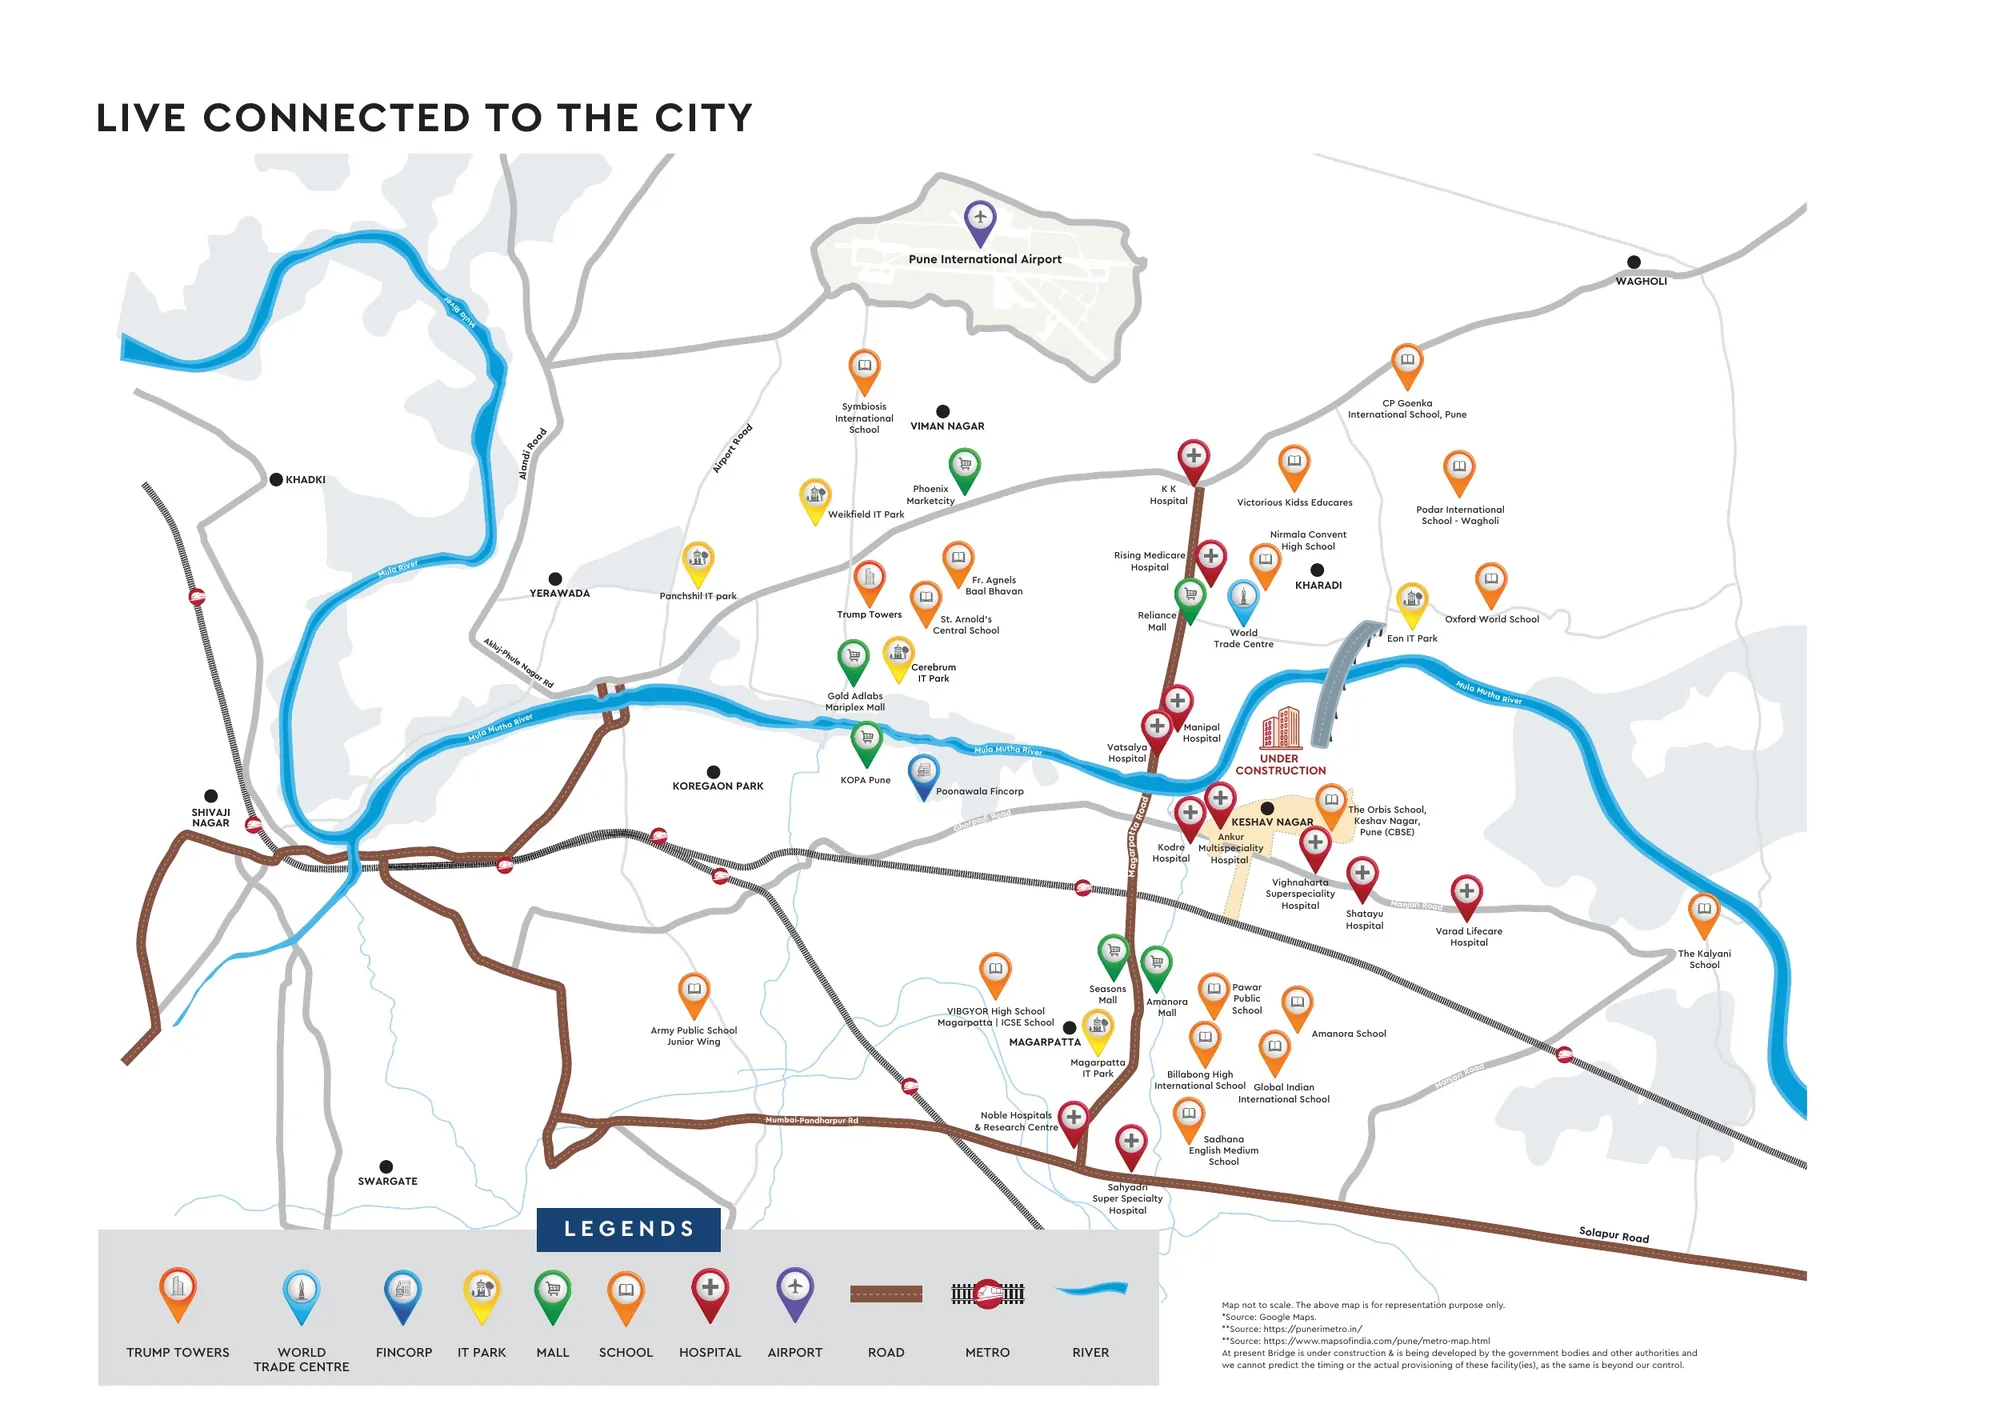 LIVE CONNECTED TO THE CITY
Pune International Airport
WAGHOLI
Mula River
Symbiosis
International
School
VIMAN NAGAR
CP Goenka
International School, Pune
Alandi Road
Airport Road
KHADKI
Phoenix
Marketcity
K K
Hospital
Victorious Kidss Educares
Podar International
School - Wagholi
Weikfield IT Park
Nirmala Convent
High School
Rising Medicare
Hospital
Mula River
YERAWADA
Panchshil IT park
Fr. Agnels
Baal Bhavan
KHARADI
Trump Towers
St. Arnold's
Central School
Reliance
Mall
World
Trade Centre
Eon IT Park
Oxford World School
Akluj-Phule Nagar Rd
Cerebrum
IT Park
Gold Adlabs
Mariplex Mall
Mula Mutha River
Mula Mutha River
Mula Mutha River
Manipal
Hospital
Vatsalya
Hospital
UNDER
CONSTRUCTION
KOREGAON PARK
KOPA Pune
Poonawala Fincorp
SHIVAJI
NAGAR
Ghorpadi Road
Magarpatta Road
KESHAV NAGAR
The Orbis School,
Keshav Nagar,
Pune (CBSE)
Kodre
Hospital
Ankur
Multispeciality
Hospital
Vighnaharta
Superspeciality
Hospital
Shatayu
Hospital
Manjari Road
Varad Lifecare
Hospital
The Kalyani
School
Seasons
Mall
Amanora
Mall
Pawar
Public
School
Army Public School
Junior Wing
VIBGYOR High School
Magarpatta | ICSE School
MAGARPATTA
Amanora School
Magarpatta
IT Park
Billabong High
International School
Global Indian
International School
Manjari Road
Mumbai-Pandharpur Rd
Noble Hospitals
& Research Centre
Sadhana
English Medium
School
SWARGATE
Sahyadri
Super Specialty
Hospital
Solapur Road
LEGENDS
TRUMP TOWERS
WORLD
TRADE CENTRE
FINCORP
IT PARK
MALL
SCHOOL
HOSPITAL
AIRPORT
ROAD
METRO
RIVER
Map not to scale. The above map is for representation purpose only.
*Source: Google Maps.
**Source: https://punerimetro.in/
**Source: https://www.mapsofindia.com/pune/metro-map.html
At present Bridge is under construction & is being developed by the government bodies and other authorities and
we cannot predict the timing or the actual provisioning of these facility(ies), as the same is beyond our control.